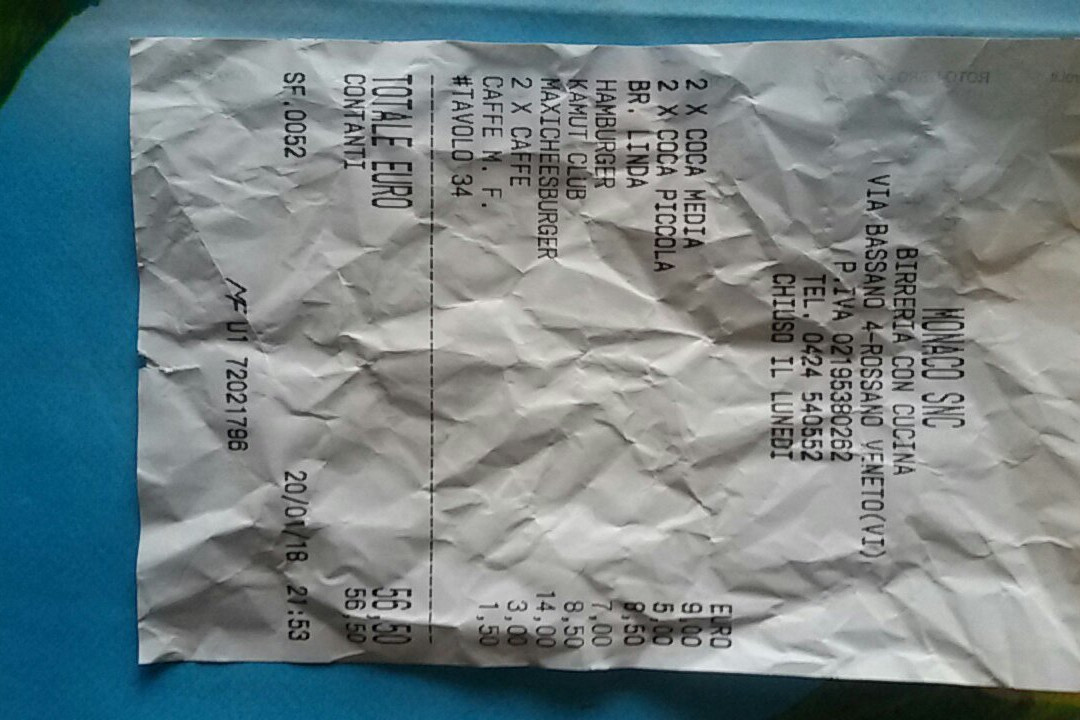 MONACO SNC
BIRRERIA CON CUCINA
VIA BASSANO 4-ROSSANO VENETO(VI)
P.IVA 02195380262
TEL. 0424 540552
CHIUSO IL LUNEDI
EURO
2 X COCA MEDIA 9,00
2 X COCA PICCOLA 5,00
BR. LINDA 8,50
HAMBURGER 7,00
KAMUT CLUB 8,50
MAXICHEESBURGER 14,00
2 X CAFFE 3,00
CAFFE M. F. 1,50
#TAVOLO 34
TOTALE EURO 56,50
CONTANTI 56,50
SF.0052 20/01/18 21:53
MF U1 72021796